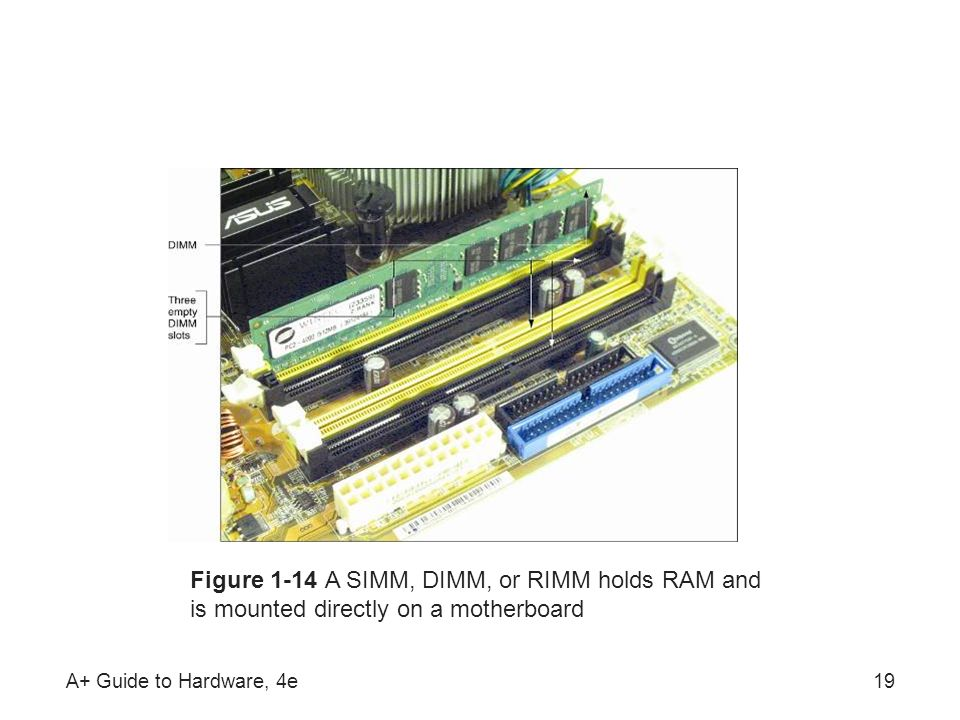 ASUS
DIMM
Three
empty
DIMM
slots
Figure 1-14 A SIMM, DIMM, or RIMM holds RAM and
is mounted directly on a motherboard
A+ Guide to Hardware, 4e
19